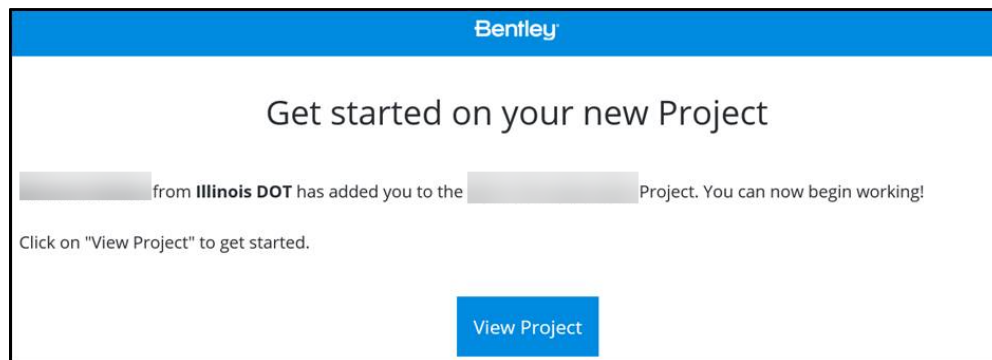 Bentley
Get started on your new Project
from Illinois DOT has added you to the Project. You can now begin working!
Click on "View Project" to get started.
View Project